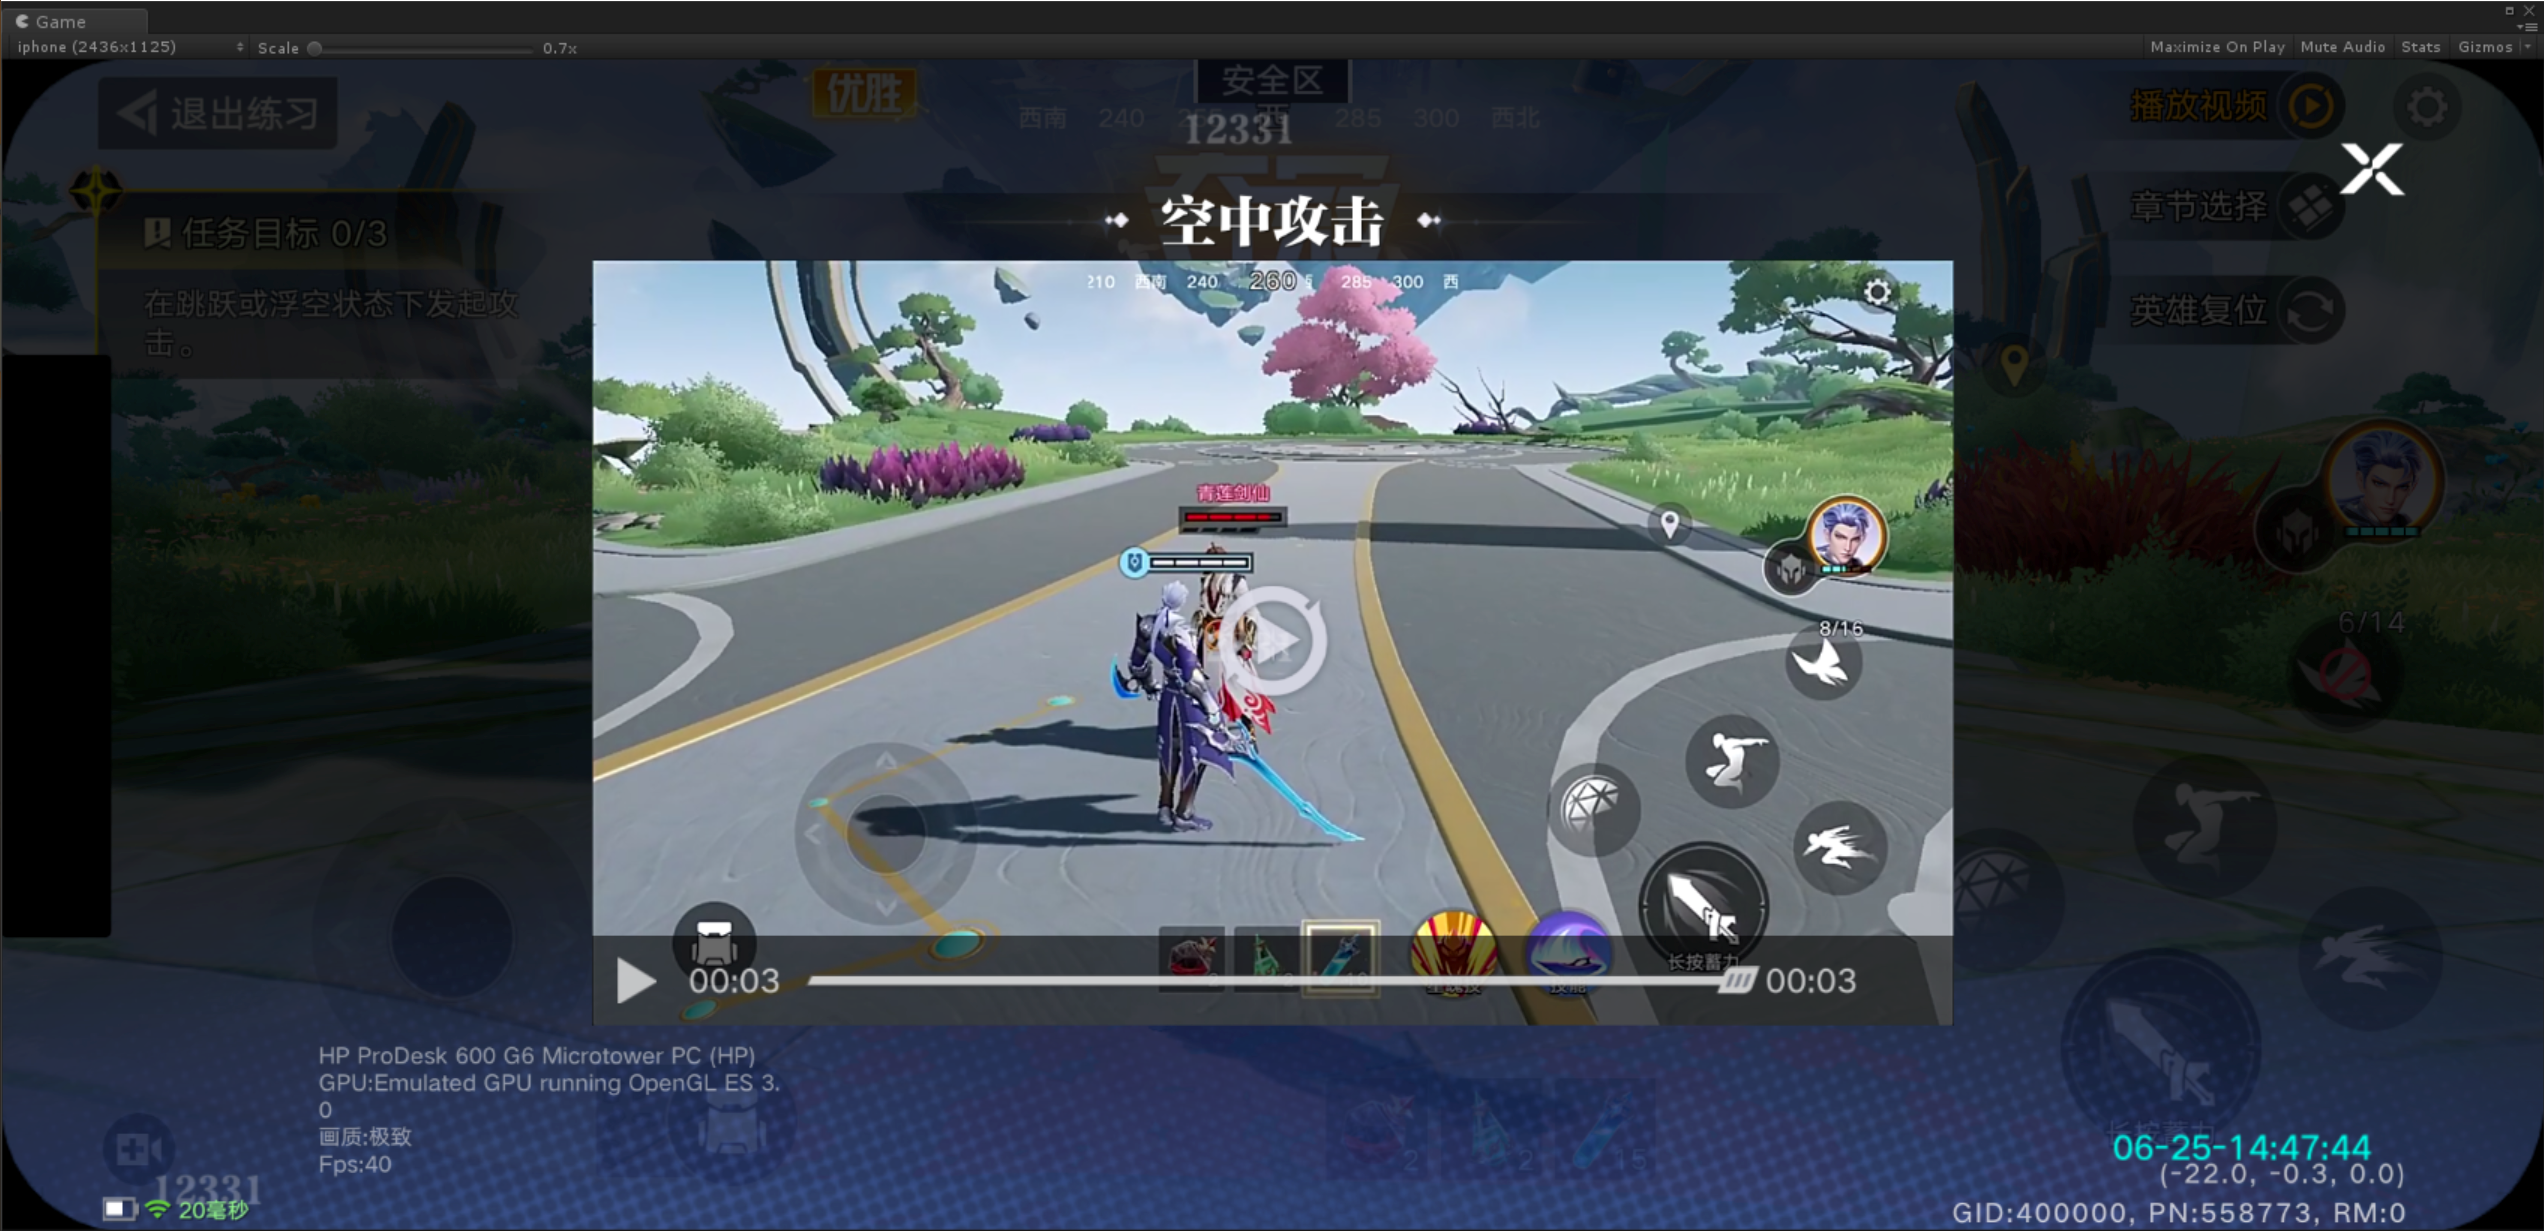 Game
iphone (2436x1125) Scale 0.7x Maximize On Play Mute Audio Stats Gizmos
退出练习 优胜 安全区 播放视频
西南 240 西 285 300 西北
12331
章节选择
空中攻击
任务目标 0/3
在跳跃或浮空状态下发起攻
击。
英雄复位
210 西南 240 260 285 300 西
青莲剑仙
8/16
6/14
长按蓄力
00:03 00:03
HP ProDesk 600 G6 Microtower PC (HP)
GPU:Emulated GPU running OpenGL ES 3.
0
画质:极致
Fps:40
2 2 15
06-25-14:47:44
(-22.0, -0.3, 0.0)
12331
20毫秒
GID:400000, PN:558773, RM:0